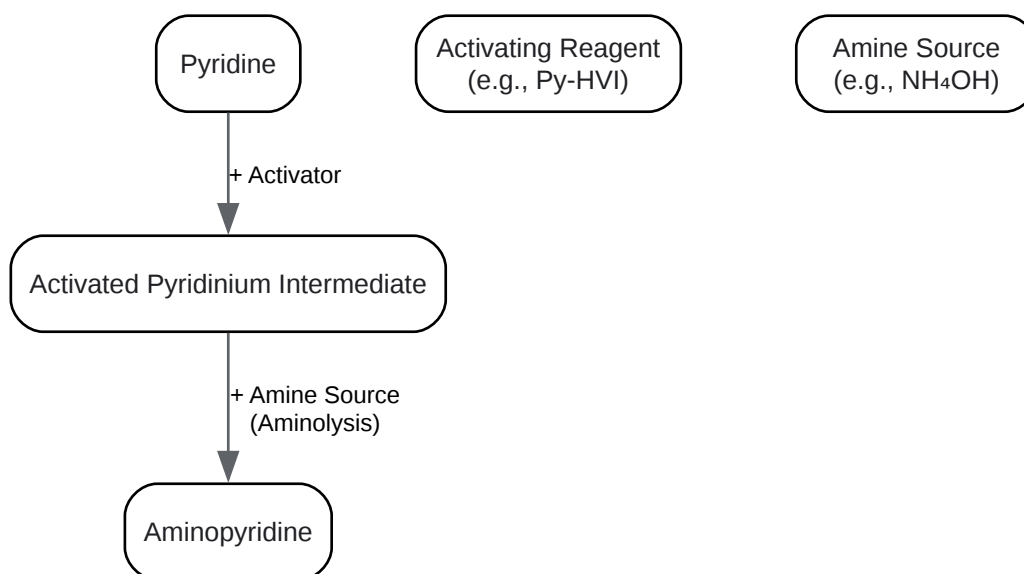 Pyridine
Activating Reagent
(e.g., Py-HVI)
Amine Source
(e.g., NH₄OH)
+ Activator
Activated Pyridinium Intermediate
+ Amine Source
(Aminolysis)
Aminopyridine